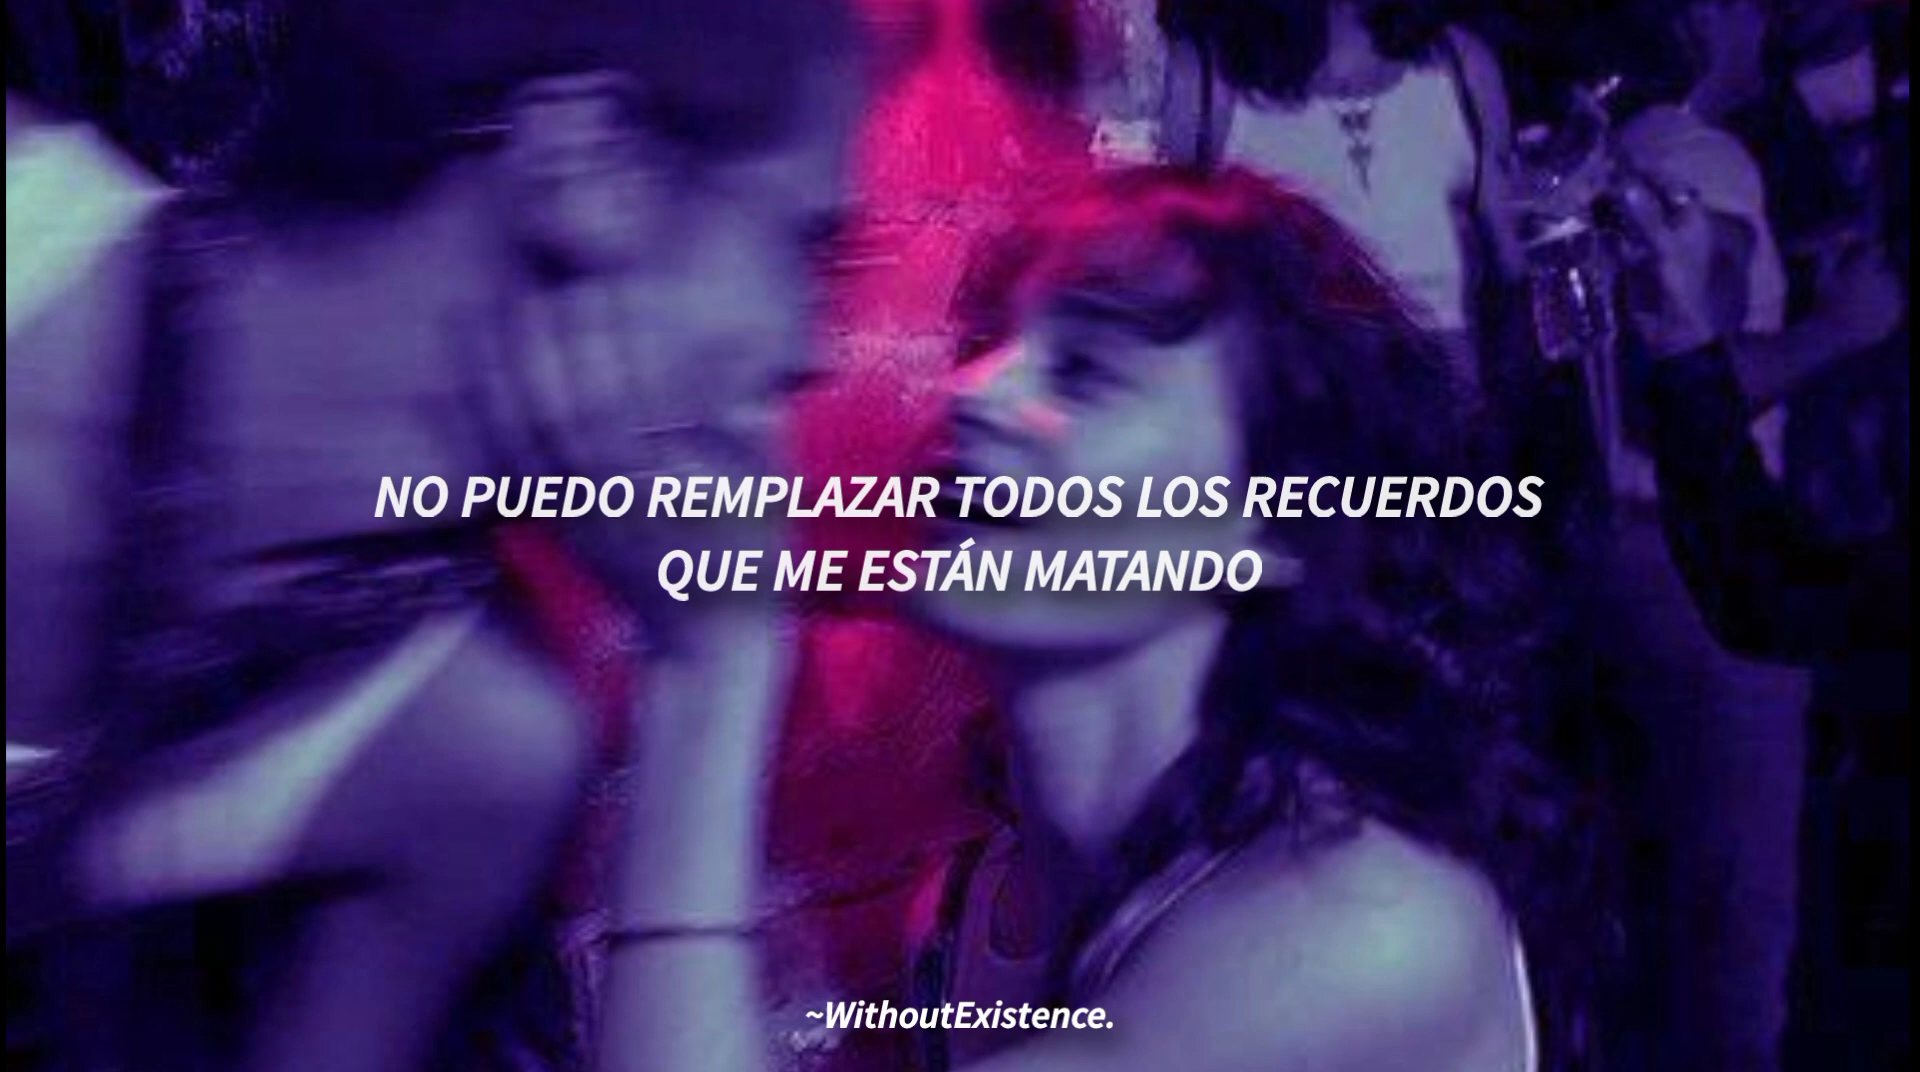 NO PUEDO REMPLAZAR TODOS LOS RECUERDOS
QUE ME ESTÁN MATANDO
~WithoutExistence.